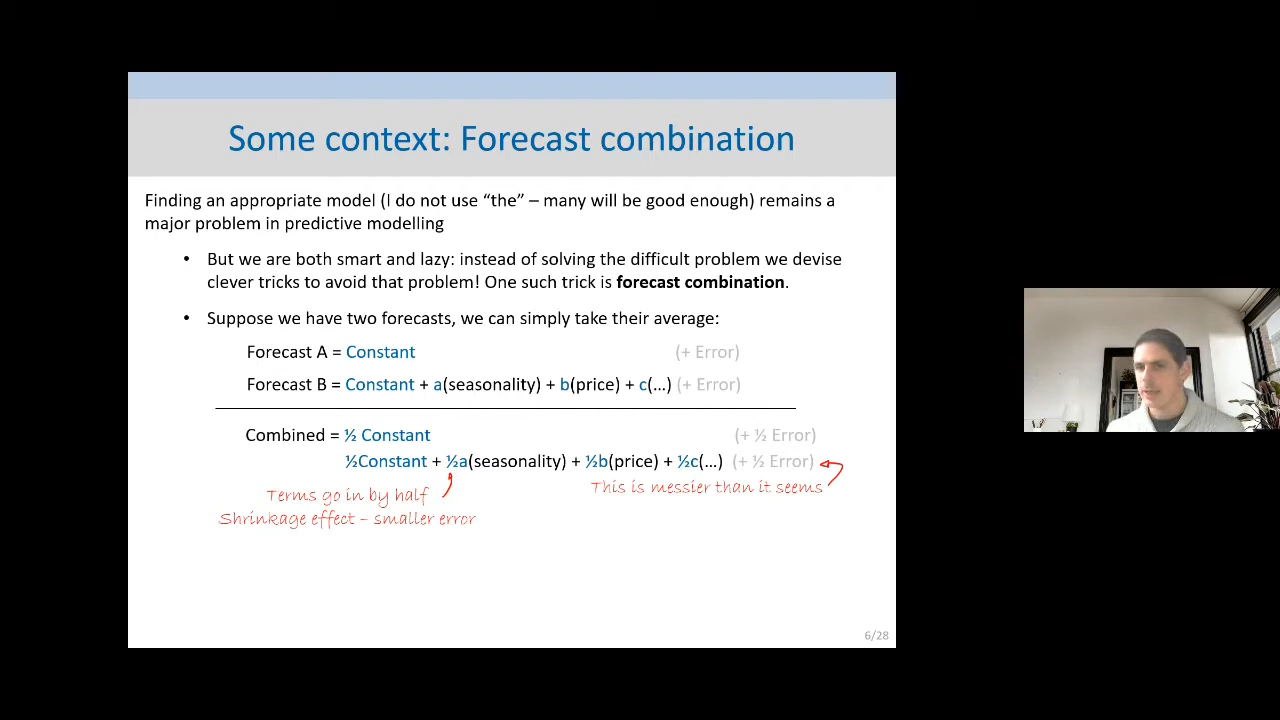 Some context: Forecast combination
Finding an appropriate model (I do not use “the” – many will be good enough) remains a
major problem in predictive modelling
• But we are both smart and lazy: instead of solving the difficult problem we devise
clever tricks to avoid that problem! One such trick is forecast combination.
• Suppose we have two forecasts, we can simply take their average:
Forecast A = Constant (+ Error)
Forecast B = Constant + a(seasonality) + b(price) + c(…) (+ Error)
Combined = ½ Constant (+ ½ Error)
½Constant + ½a(seasonality) + ½b(price) + ½c(…) (+ ½ Error)
This is messier than it seems
Terms go in by half
Shrinkage effect – smaller error
6/28